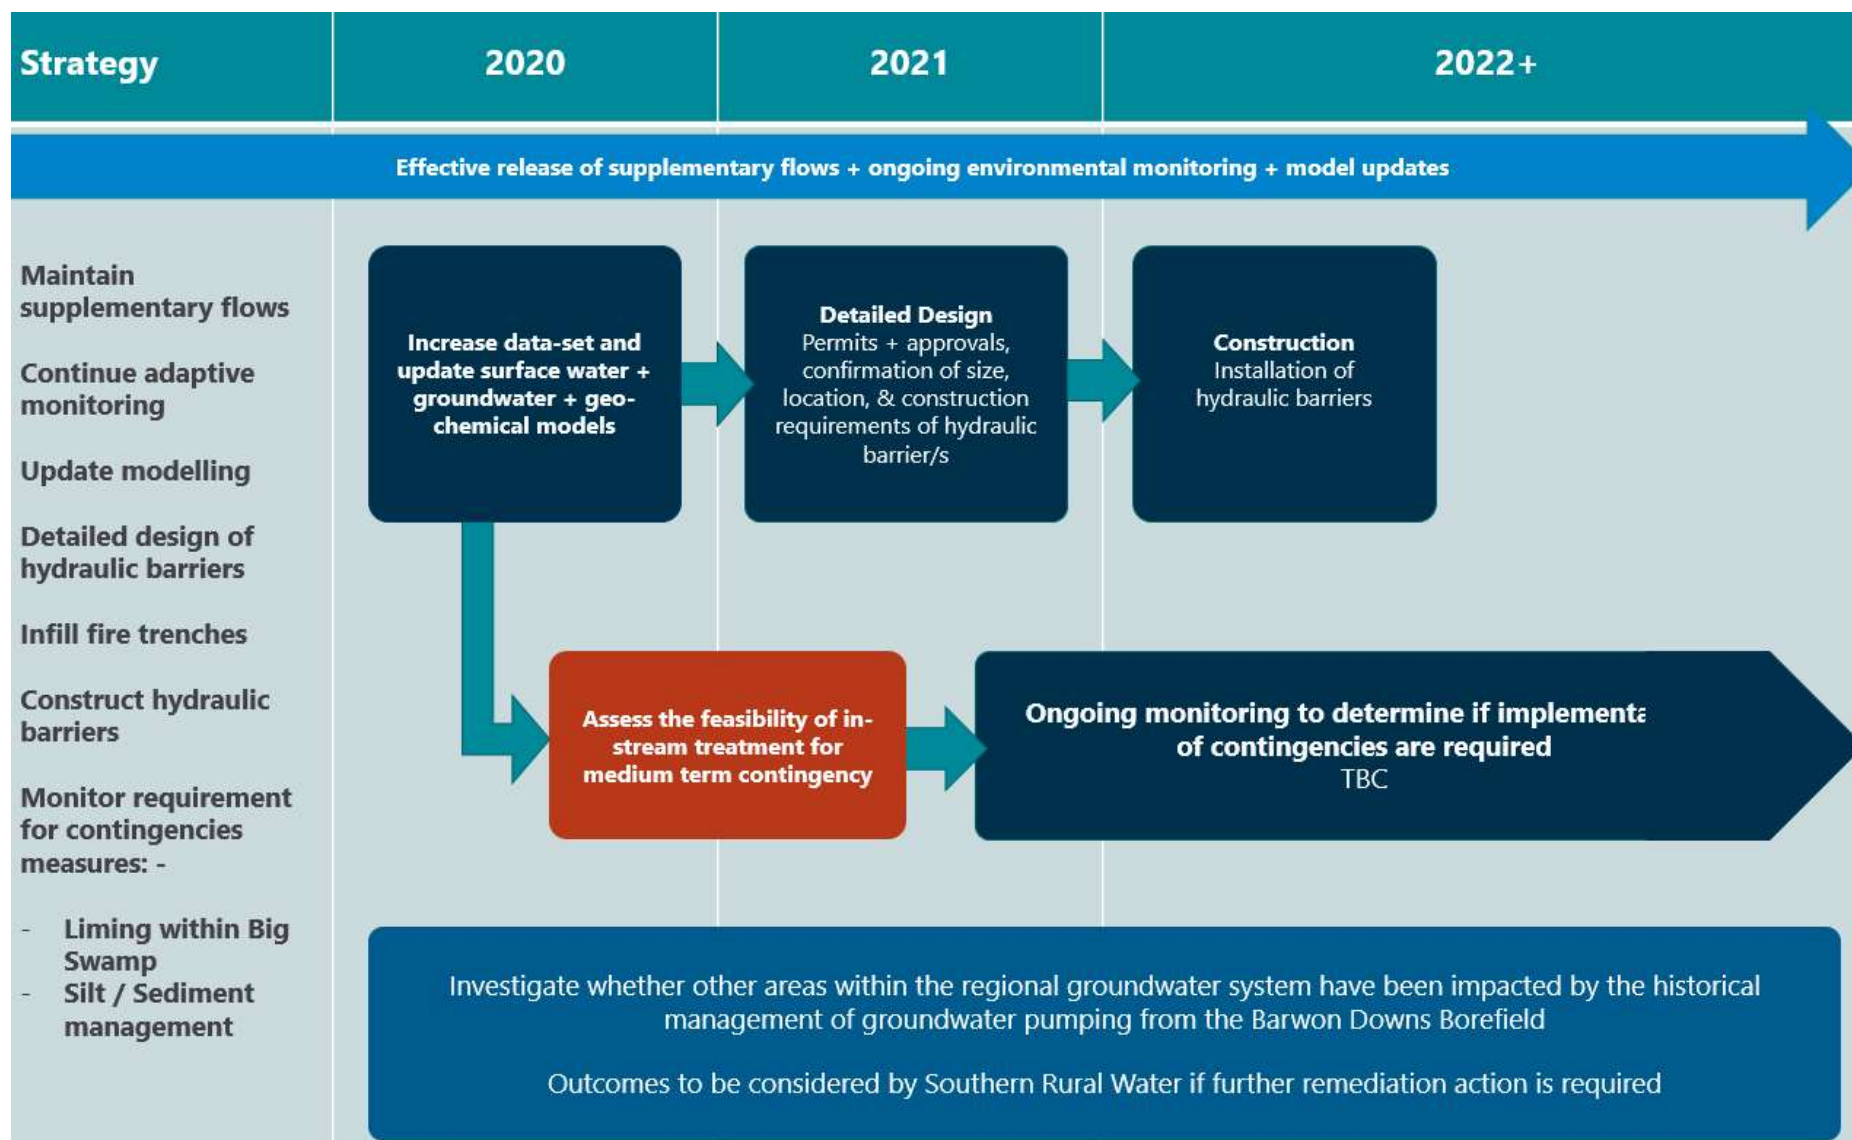 Strategy
2020
2021
2022+
Effective release of supplementary flows + ongoing environmental monitoring + model updates
Maintain
supplementary flows
Continue adaptive
monitoring
Update modelling
Detailed design of
hydraulic barriers
Infill fire trenches
Construct hydraulic
barriers
Monitor requirement
for contingencies
measures: -
- Liming within Big
Swamp
- Silt / Sediment
management
Increase data-set and
update surface water +
groundwater + geo-
chemical models
Detailed Design
Permits + approvals,
confirmation of size,
location, & construction
requirements of hydraulic
barrier/s
Construction
Installation of
hydraulic barriers
Assess the feasibility of in-
stream treatment for
medium term contingency
Ongoing monitoring to determine if implementa
of contingencies are required
TBC
Investigate whether other areas within the regional groundwater system have been impacted by the historical
management of groundwater pumping from the Barwon Downs Borefield
Outcomes to be considered by Southern Rural Water if further remediation action is required